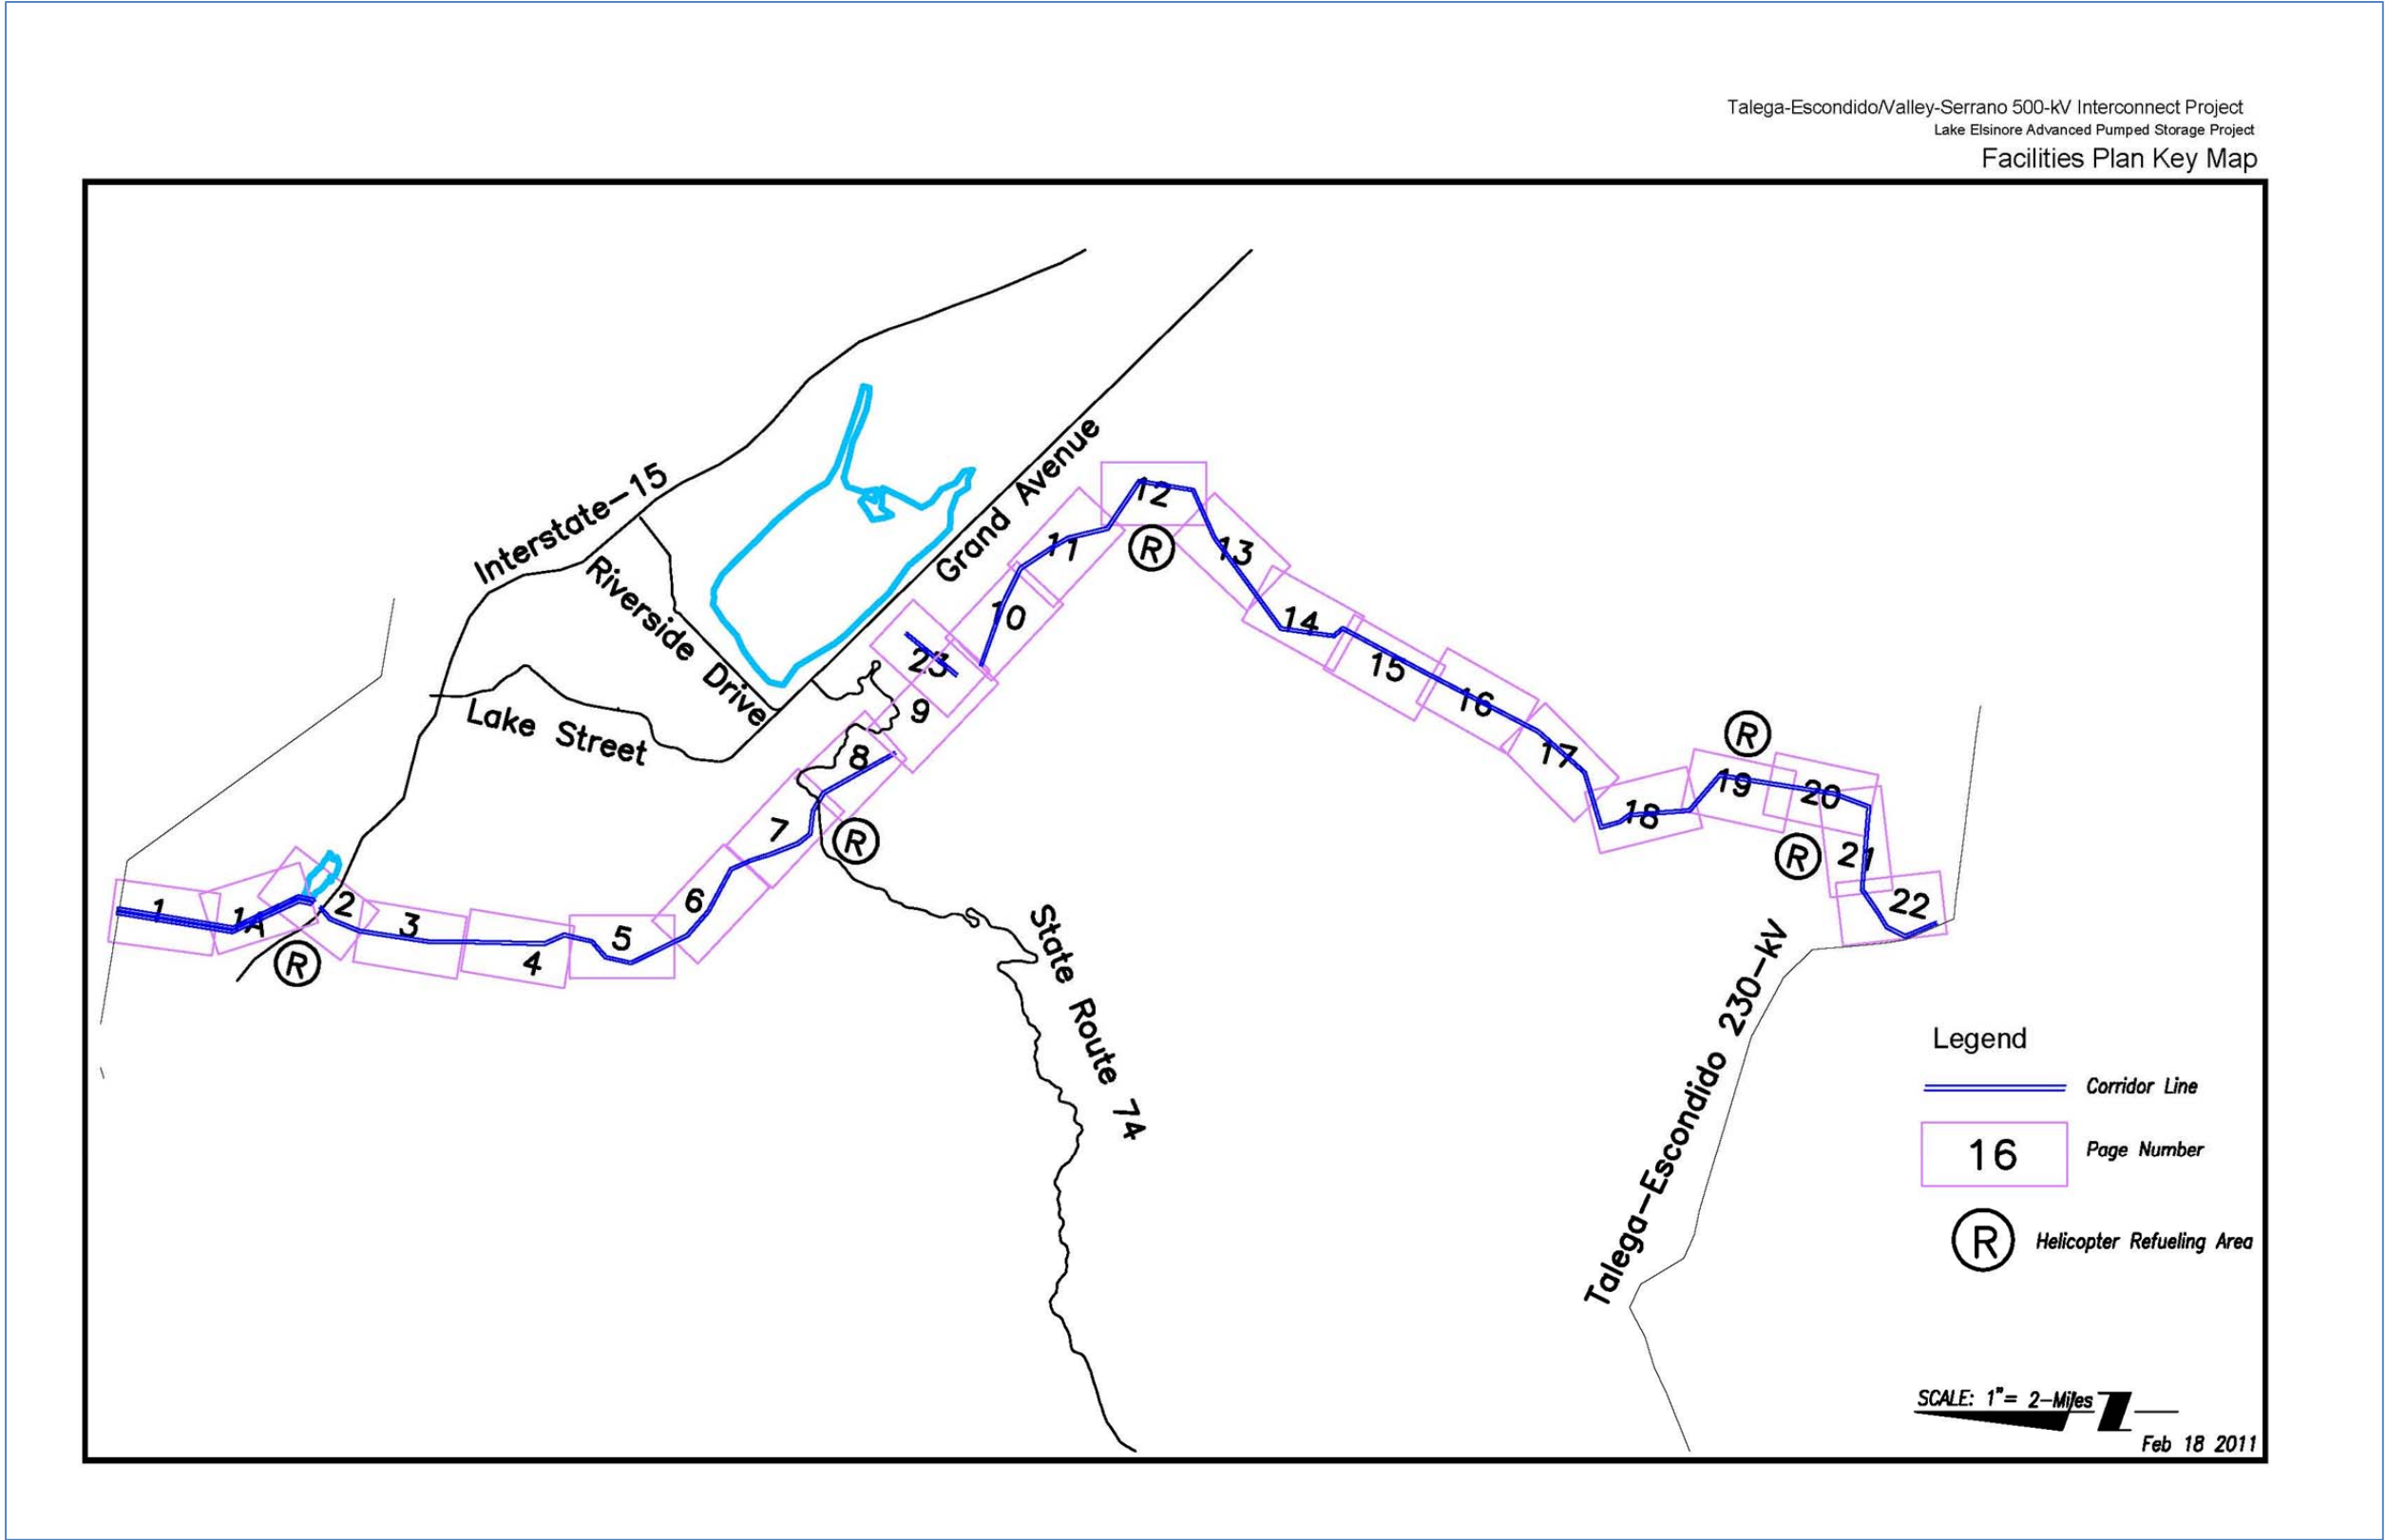 Talega-Escondido/Valley-Serrano 500-kV Interconnect Project
Lake Elsinore Advanced Pumped Storage Project
Facilities Plan Key Map
Interstate-15
Riverside Drive
Grand Avenue
Lake Street
State Route 74
Talega-Escondido 230-kV
1
1A
2
3
4
5
6
7
8
9
23
10
11
12
13
14
15
16
17
18
19
20
21
22
R
R
R
R
R
Legend
Corridor Line
16
Page Number
R
Helicopter Refueling Area
SCALE: 1"= 2-Miles
Z
Feb 18 2011